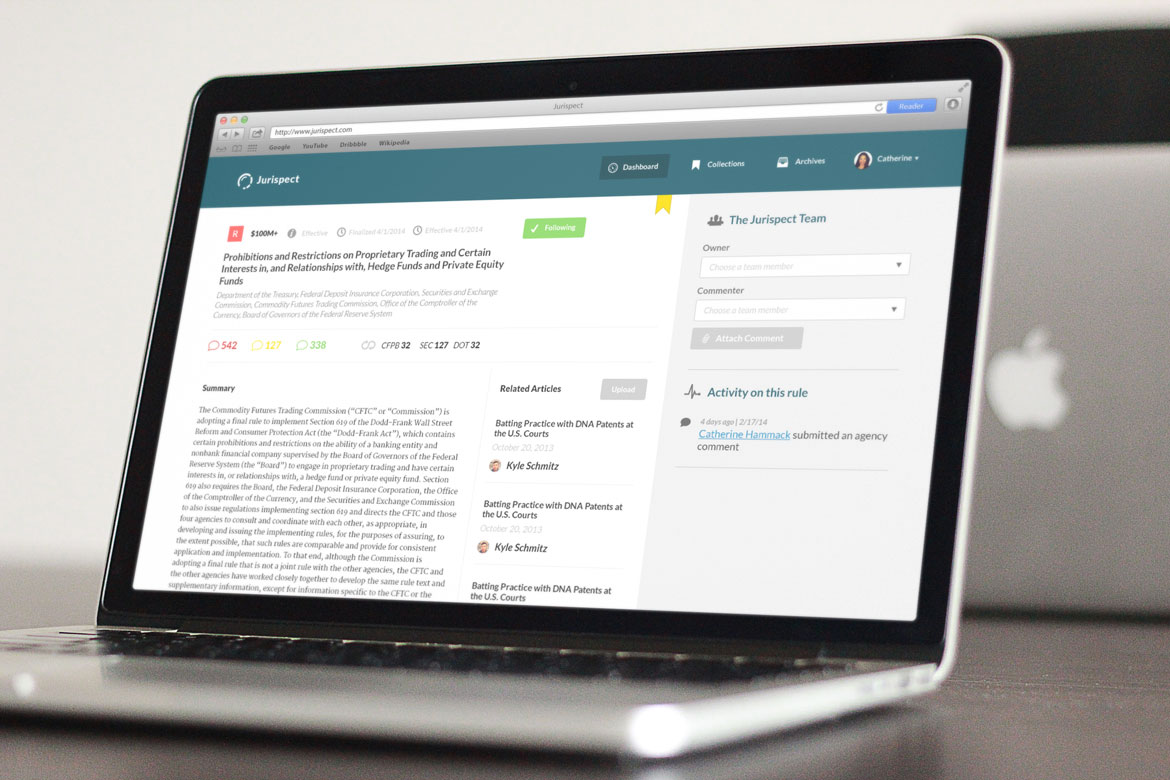 Jurispect
http://www.jurispect.com
Reader
Google YouTube Dribbble Wikipedia
Jurispect
Dashboard
Collections
Archives
Catherine
R $100M+ Effective Finalized 4/1/2014 Effective 4/1/2014
Following
Prohibitions and Restrictions on Proprietary Trading and Certain
Interests in, and Relationships with, Hedge Funds and Private Equity
Funds
Department of the Treasury, Federal Deposit Insurance Corporation, Securities and Exchange
Commission, Commodity Futures Trading Commission, Office of the Comptroller of the
Currency, Board of Governors of the Federal Reserve System
542 127 338 CFPB 32 SEC 127 DOT 32
Summary
The Commodity Futures Trading Commission (“CFTC” or “Commission”) is
adopting a final rule to implement Section 619 of the Dodd-Frank Wall Street
Reform and Consumer Protection Act (the “Dodd-Frank Act”), which contains
certain prohibitions and restrictions on the ability of a banking entity and
nonbank financial company supervised by the Board of Governors of the Federal
Reserve System (the “Board”) to engage in proprietary trading and have certain
interests in, or relationships with, a hedge fund or private equity fund. Section
619 also requires the Board, the Federal Deposit Insurance Corporation, the Office
of the Comptroller of the Currency, and the Securities and Exchange Commission
to also issue regulations implementing section 619 and directs the CFTC and those
four agencies to consult and coordinate with each other, as appropriate, in
developing and issuing the implementing rules, for the purposes of assuring, to
the extent possible, that such rules are comparable and provide for consistent
application and implementation. To that end, although the Commission is
adopting a final rule that is not a joint rule with the other agencies, the CFTC and
the other agencies have worked closely together to develop the same rule text and
supplementary information, except for information specific to the CFTC or the
Related Articles
Upload
Batting Practice with DNA Patents at
the U.S. Courts
October 20, 2013
Kyle Schmitz
Batting Practice with DNA Patents at
the U.S. Courts
October 20, 2013
Kyle Schmitz
Batting Practice with DNA Patents at
the U.S. Courts
The Jurispect Team
Owner
Choose a team member
Commenter
Choose a team member
Attach Comment
Activity on this rule
4 days ago | 2/17/14
Catherine Hammack submitted an agency
comment